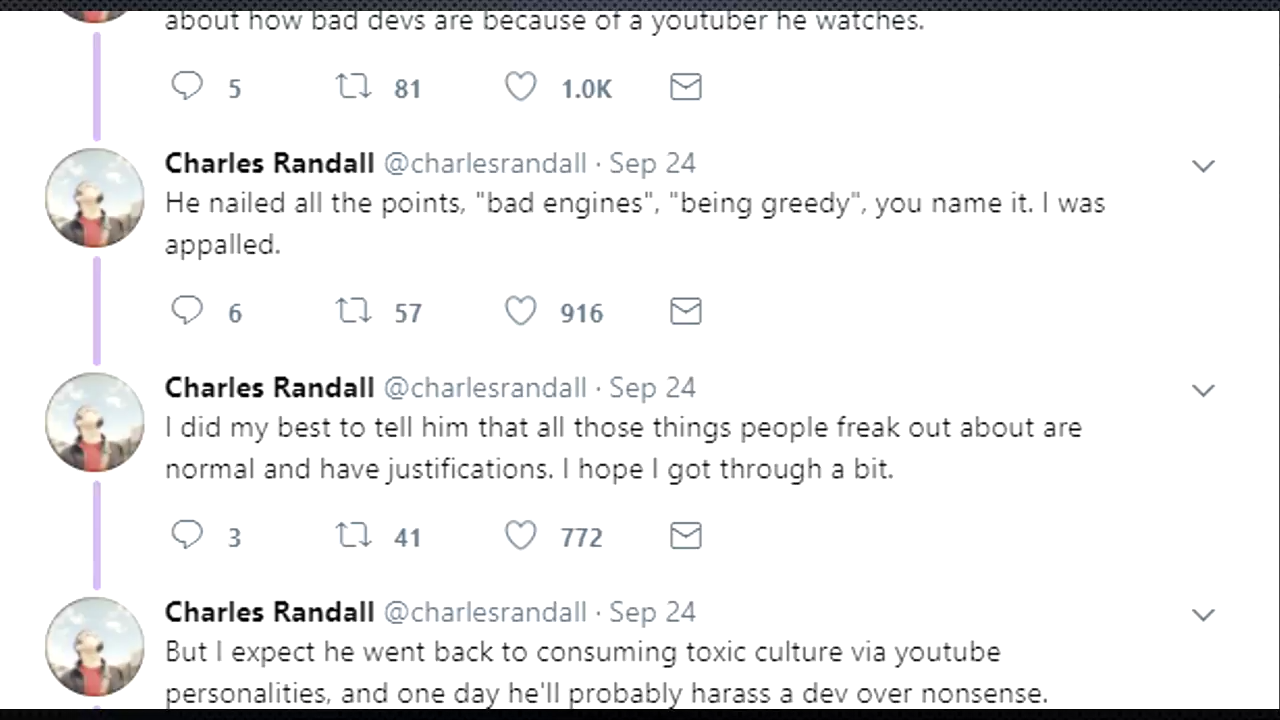 about how bad devs are because of a youtuber he watches.
5 81 1.0K
Charles Randall @charlesrandall · Sep 24
He nailed all the points, "bad engines", "being greedy", you name it. I was
appalled.
6 57 916
Charles Randall @charlesrandall · Sep 24
I did my best to tell him that all those things people freak out about are
normal and have justifications. I hope I got through a bit.
3 41 772
Charles Randall @charlesrandall · Sep 24
But I expect he went back to consuming toxic culture via youtube
personalities, and one day he'll probably harass a dev over nonsense.